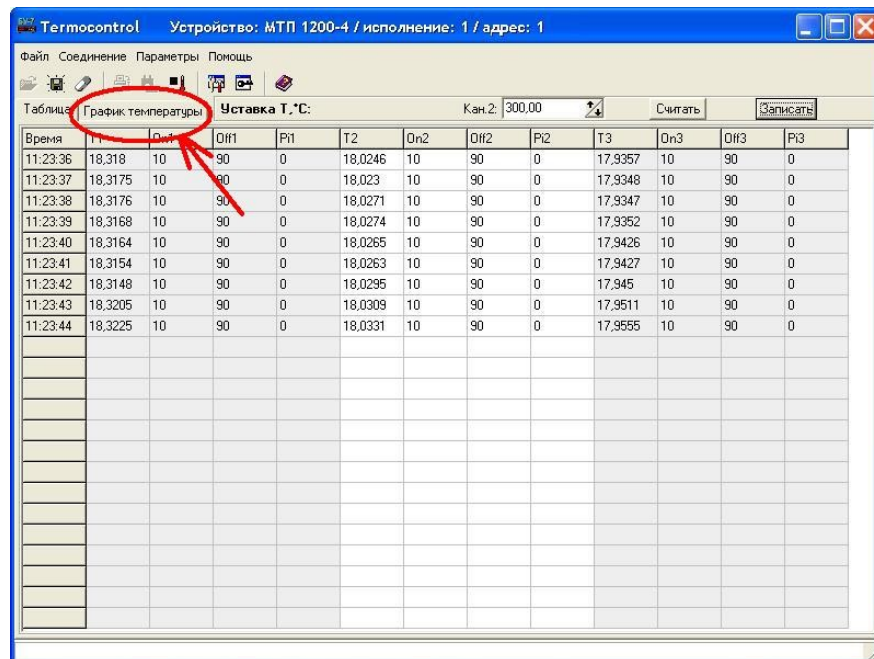 Termocontrol Устройство: МТП 1200-4 / исполнение: 1 / адрес: 1
Файл Соединение Параметры Помощь
Таблица График температуры Уставка T,°C: Кан.2: 300,00 Считать Записать
Время T1 On1 Off1 Pi1 T2 On2 Off2 Pi2 T3 On3 Off3 Pi3
11:23:36 18,318 10 90 0 18,0246 10 90 0 17,9357 10 90 0
11:23:37 18,3175 10 90 0 18,023 10 90 0 17,9348 10 90 0
11:23:38 18,3176 10 90 0 18,0271 10 90 0 17,9347 10 90 0
11:23:39 18,3168 10 90 0 18,0274 10 90 0 17,9352 10 90 0
11:23:40 18,3164 10 90 0 18,0265 10 90 0 17,9426 10 90 0
11:23:41 18,3154 10 90 0 18,0263 10 90 0 17,9427 10 90 0
11:23:42 18,3148 10 90 0 18,0295 10 90 0 17,945 10 90 0
11:23:43 18,3205 10 90 0 18,0309 10 90 0 17,9511 10 90 0
11:23:44 18,3225 10 90 0 18,0331 10 90 0 17,9555 10 90 0